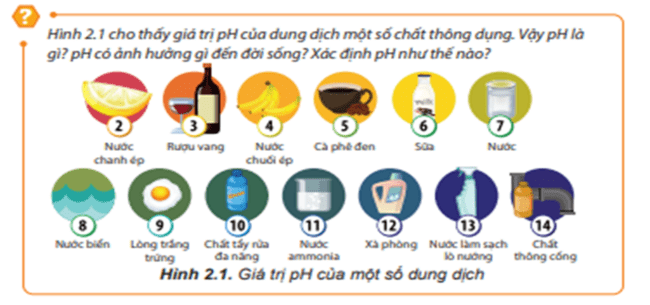 ?
Hình 2.1 cho thấy giá trị pH của dung dịch một số chất thông dụng. Vậy pH là
gì? pH có ảnh hưởng gì đến đời sống? Xác định pH như thế nào?
milk
2 3 4 5 6 7
Nước chanh ép Rượu vang Nước chuối ép Cà phê đen Sữa Nước
8 9 10 11 12 13 14
Nước biển Lòng trắng trứng Chất tẩy rửa đa năng Nước ammonia Xà phòng Nước làm sạch lò nướng Chất thông cống
Hình 2.1. Giá trị pH của một số dung dịch